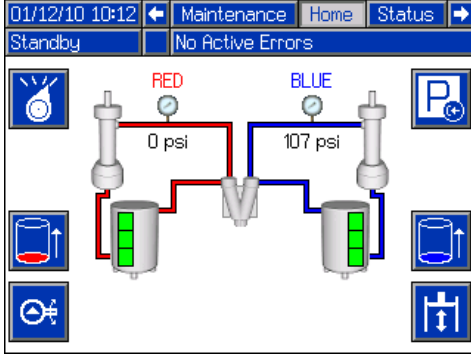 01/12/10 10:12 Maintenance Home Status
Standby No Active Errors
RED BLUE
0 psi 107 psi
P